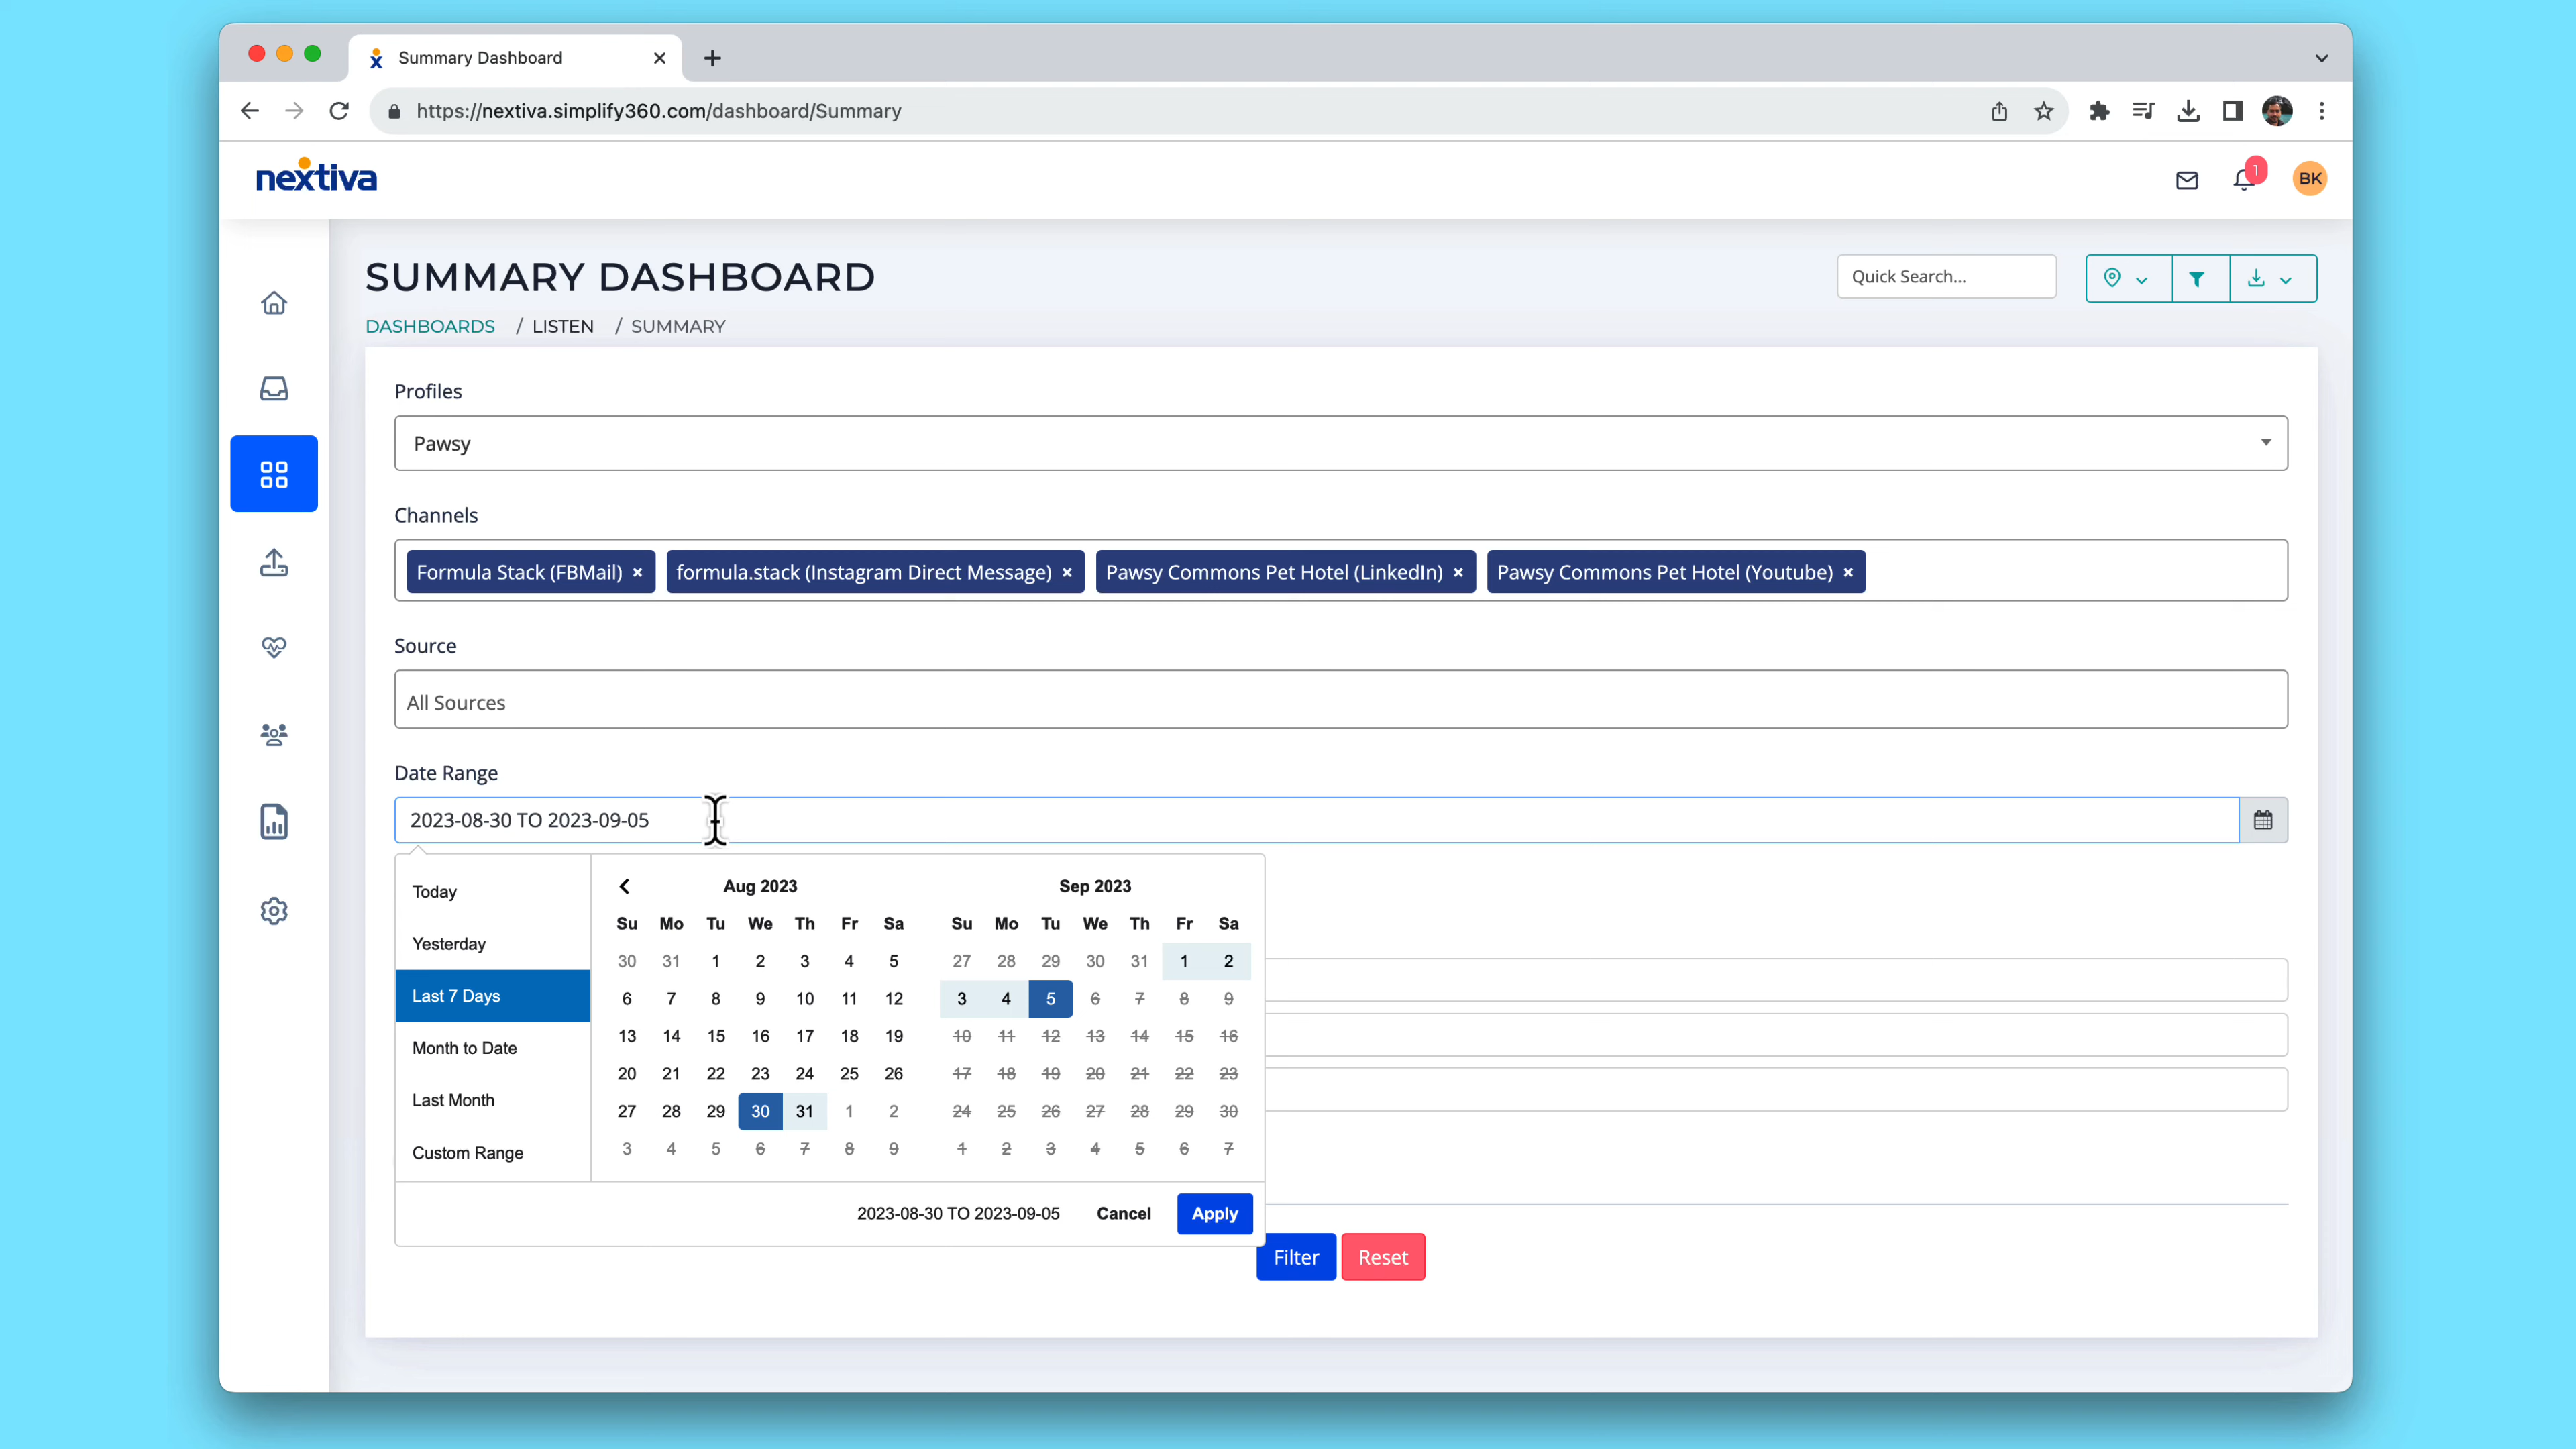 Summary Dashboard
https://nextiva.simplify360.com/dashboard/Summary
nextiva
1
BK
SUMMARY DASHBOARD
Quick Search...
DASHBOARDS / LISTEN / SUMMARY
Profiles
Pawsy
Channels
Formula Stack (FBMail) × formula.stack (Instagram Direct Message) × Pawsy Commons Pet Hotel (LinkedIn) × Pawsy Commons Pet Hotel (Youtube) ×
Source
All Sources
Date Range
2023-08-30 TO 2023-09-05
Today
Yesterday
Last 7 Days
Month to Date
Last Month
Custom Range
Aug 2023
Su Mo Tu We Th Fr Sa
30 31 1 2 3 4 5
6 7 8 9 10 11 12
13 14 15 16 17 18 19
20 21 22 23 24 25 26
27 28 29 30 31 1 2
3 4 5 6 7 8 9
Sep 2023
Su Mo Tu We Th Fr Sa
27 28 29 30 31 1 2
3 4 5 6 7 8 9
10 11 12 13 14 15 16
17 18 19 20 21 22 23
24 25 26 27 28 29 30
1 2 3 4 5 6 7
2023-08-30 TO 2023-09-05 Cancel Apply
Filter Reset